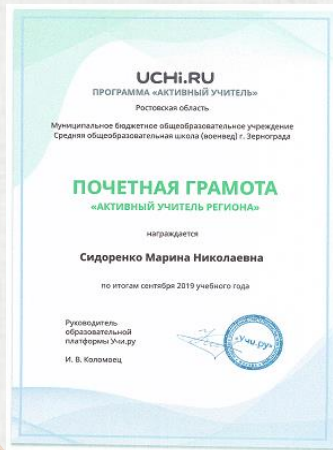 UCHi.RU
ПРОГРАММА «АКТИВНЫЙ УЧИТЕЛЬ»
Ростовская область
Муниципальное бюджетное общеобразовательное учреждение
Средняя общеобразовательная школа (военвед) г. Зернограда
ПОЧЕТНАЯ ГРАМОТА
«АКТИВНЫЙ УЧИТЕЛЬ РЕГИОНА»
награждается
Сидоренко Марина Николаевна
по итогам сентября 2019 учебного года
Руководитель
образовательной
платформы Учи.ру
И. В. Коломоец
«Учи.ру»